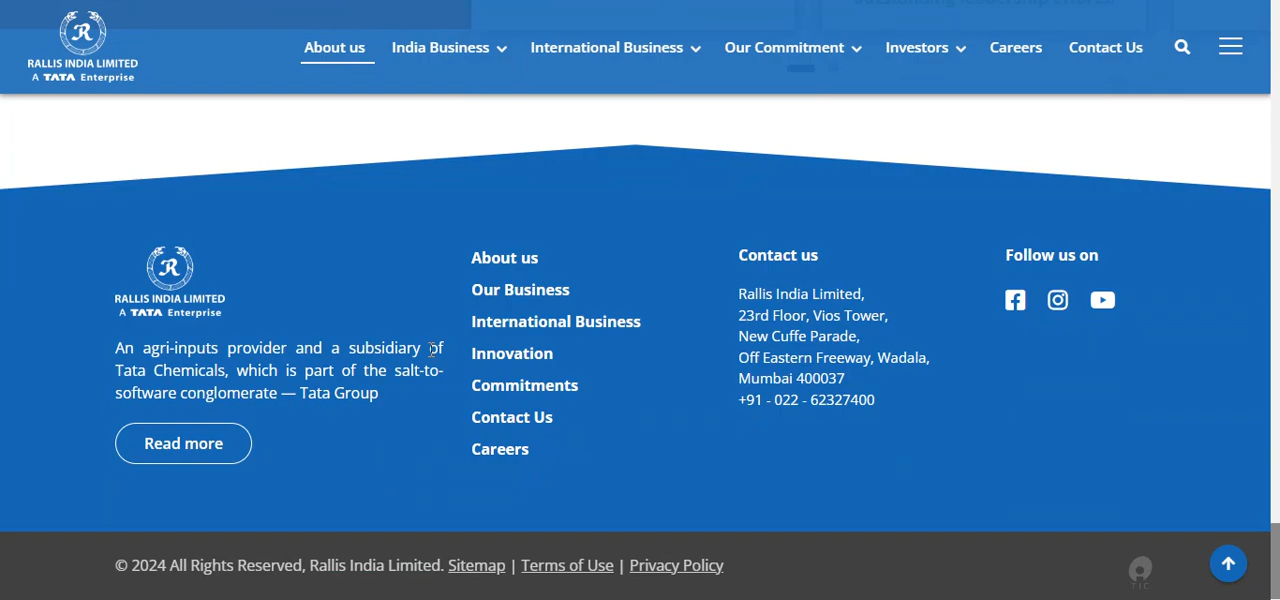 RALLIS INDIA LIMITED
A TATA Enterprise
About us
India Business
International Business
Our Commitment
Investors
Careers
Contact Us
RALLIS INDIA LIMITED
A TATA Enterprise
An agri-inputs provider and a subsidiary of
Tata Chemicals, which is part of the salt-to-
software conglomerate — Tata Group
Read more
About us
Our Business
International Business
Innovation
Commitments
Contact Us
Careers
Contact us
Rallis India Limited,
23rd Floor, Vios Tower,
New Cuffe Parade,
Off Eastern Freeway, Wadala,
Mumbai 400037
+91 - 022 - 62327400
Follow us on
© 2024 All Rights Reserved, Rallis India Limited. Sitemap | Terms of Use | Privacy Policy
TIC